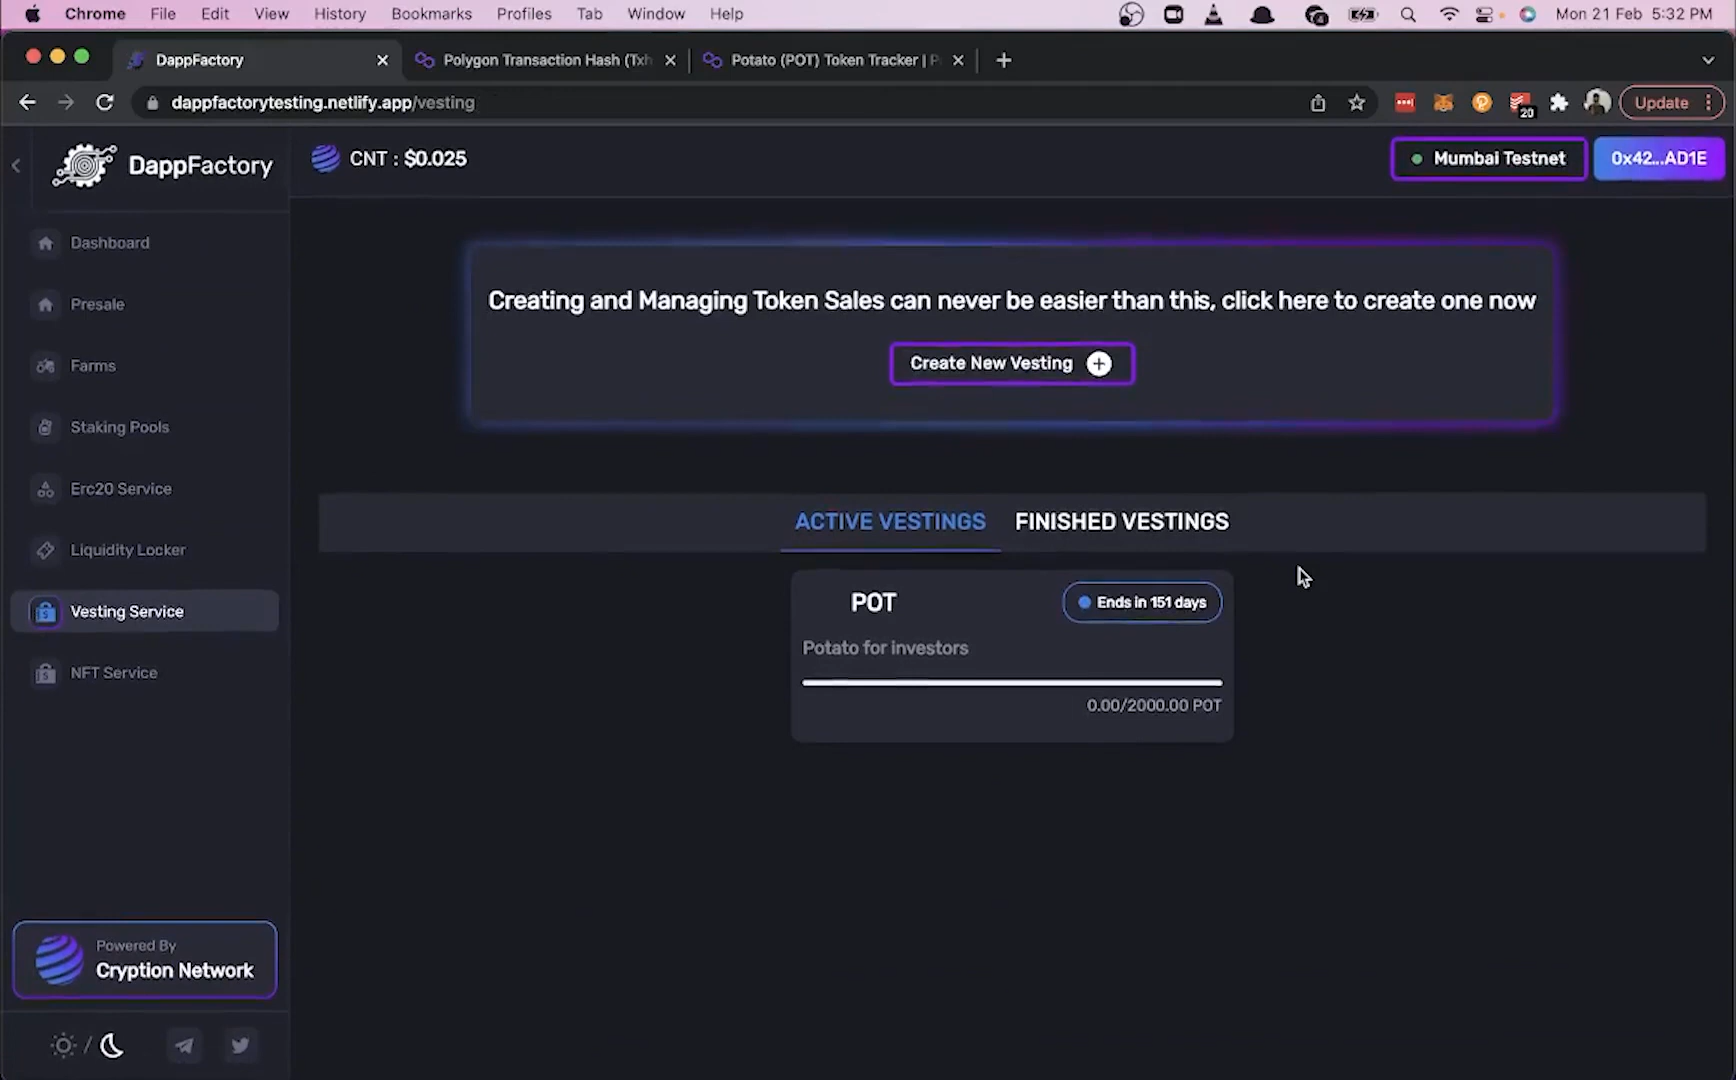 Chrome File Edit View History Bookmarks Profiles Tab Window Help Mon 21 Feb 5:32 PM
DappFactory Polygon Transaction Hash (Txh Potato (POT) Token Tracker |
dappfactorytesting.netlify.app/vesting 20 Update
DappFactory CNT : $0.025 Mumbai Testnet 0x42...AD1E
Dashboard
Presale
Farms
Staking Pools
Erc20 Service
Liquidity Locker
Vesting Service
NFT Service
Creating and Managing Token Sales can never be easier than this, click here to create one now
Create New Vesting
ACTIVE VESTINGS FINISHED VESTINGS
POT Ends in 151 days
Potato for investors
0.00/2000.00 POT
Powered By
Cryption Network